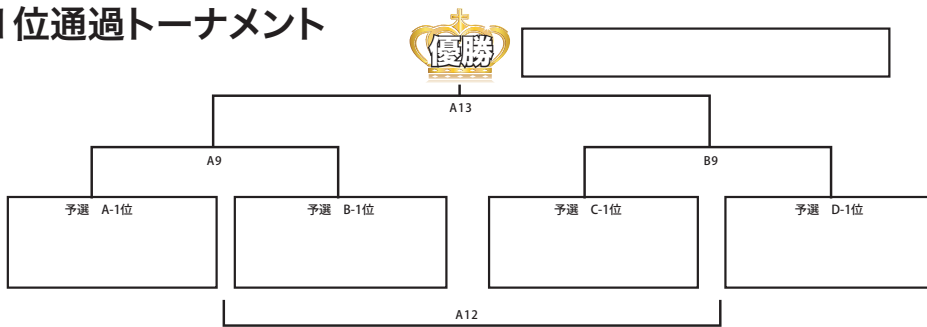 1位通過トーナメント
優勝
A13
A9
B9
予選 A-1位
予選 B-1位
予選 C-1位
予選 D-1位
A12